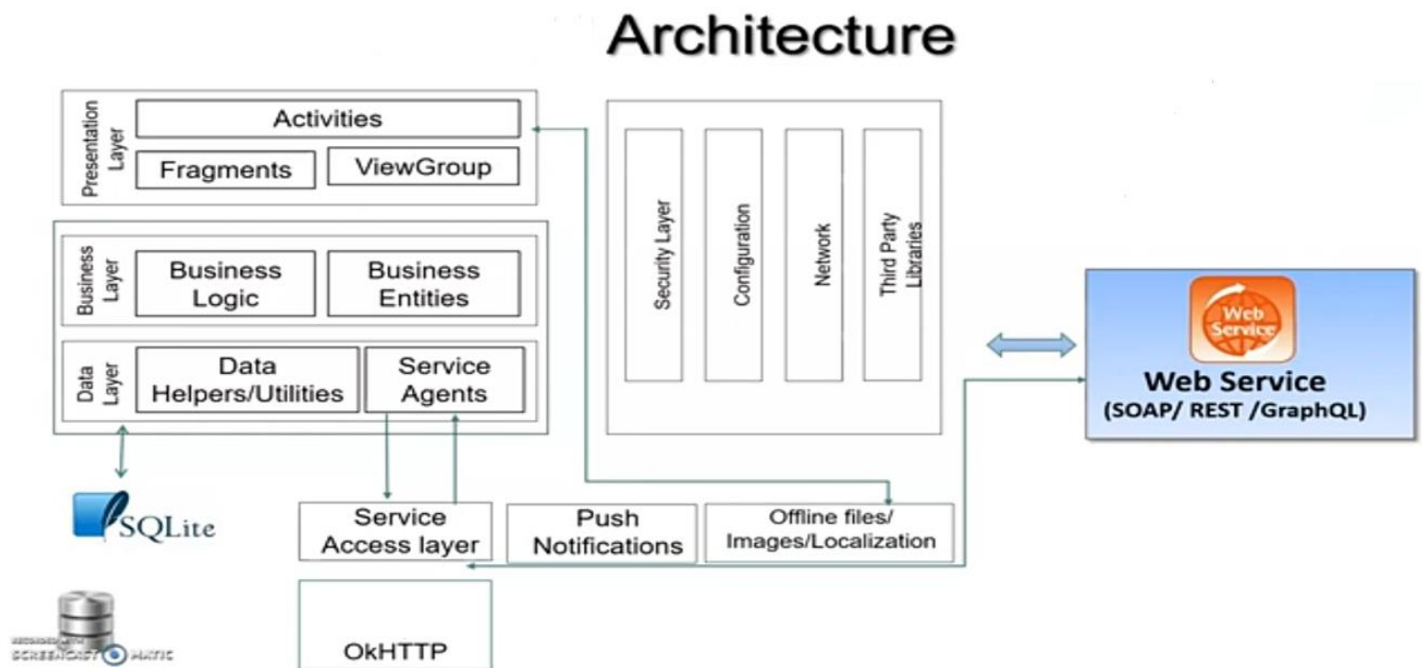 Architecture
Presentation
Layer
Activities
Fragments
ViewGroup
Business
Layer
Business
Logic
Business
Entities
Data
Layer
Data
Helpers/Utilities
Service
Agents
Security Layer
Configuration
Network
Third Party
Libraries
Web
Service
Web Service
(SOAP/ REST /GraphQL)
SQLite
Service
Access layer
Push
Notifications
Offline files/
Images/Localization
OkHTTP
RECORDED WITH
SCREENCAST MATIC